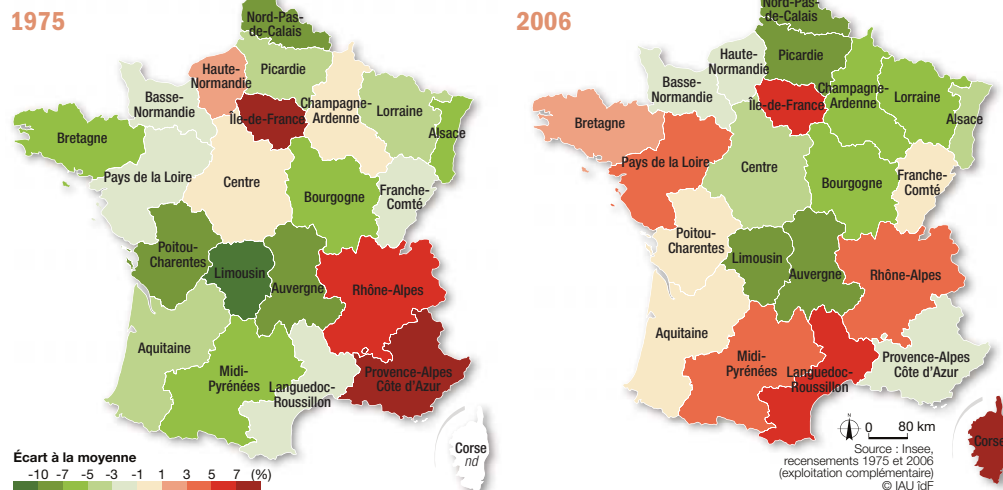 1975
Nord-Pas-
de-Calais
Haute-
Normandie
Picardie
Basse-
Normandie
Île-de-France
Champagne-
Ardenne
Lorraine
Alsace
Bretagne
Pays de la Loire
Centre
Bourgogne
Franche-
Comté
Poitou-
Charentes
Limousin
Auvergne
Rhône-Alpes
Aquitaine
Midi-
Pyrénées
Languedoc-
Roussillon
Provence-Alpes
Côte d'Azur
Corse
nd
Écart à la moyenne
-10 -7 -5 -3 -1 1 3 5 7 (%)
2006
Nord-Pas-
de-Calais
Haute-
Normandie
Picardie
Basse-
Normandie
Île-de-France
Champagne-
Ardenne
Lorraine
Alsace
Bretagne
Pays de la Loire
Centre
Bourgogne
Franche-
Comté
Poitou-
Charentes
Limousin
Auvergne
Rhône-Alpes
Aquitaine
Midi-
Pyrénées
Languedoc-
Roussillon
Provence-Alpes
Côte d'Azur
Corse
N
0 80 km
Source : Insee,
recensements 1975 et 2006
(exploitation complémentaire)
© IAU îdF